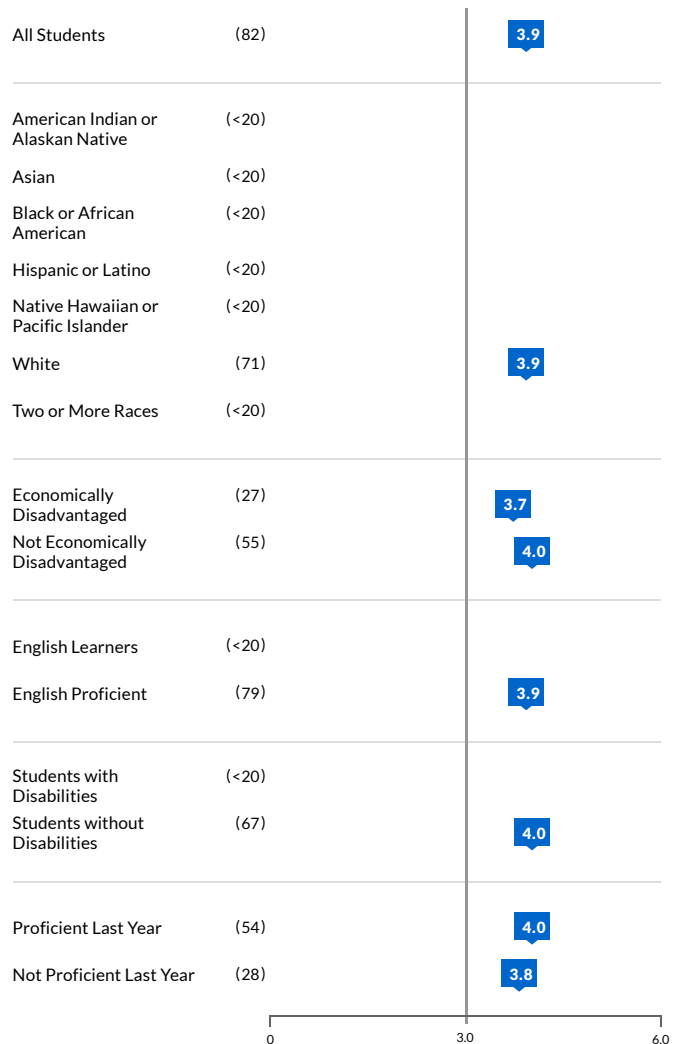 All Students (82) 3.9
American Indian or (<20)
Alaskan Native
Asian (<20)
Black or African (<20)
American
Hispanic or Latino (<20)
Native Hawaiian or (<20)
Pacific Islander
White (71) 3.9
Two or More Races (<20)
Economically (27) 3.7
Disadvantaged
Not Economically (55) 4.0
Disadvantaged
English Learners (<20)
English Proficient (79) 3.9
Students with (<20)
Disabilities
Students without (67) 4.0
Disabilities
Proficient Last Year (54) 4.0
Not Proficient Last Year (28) 3.8
0 3.0 6.0